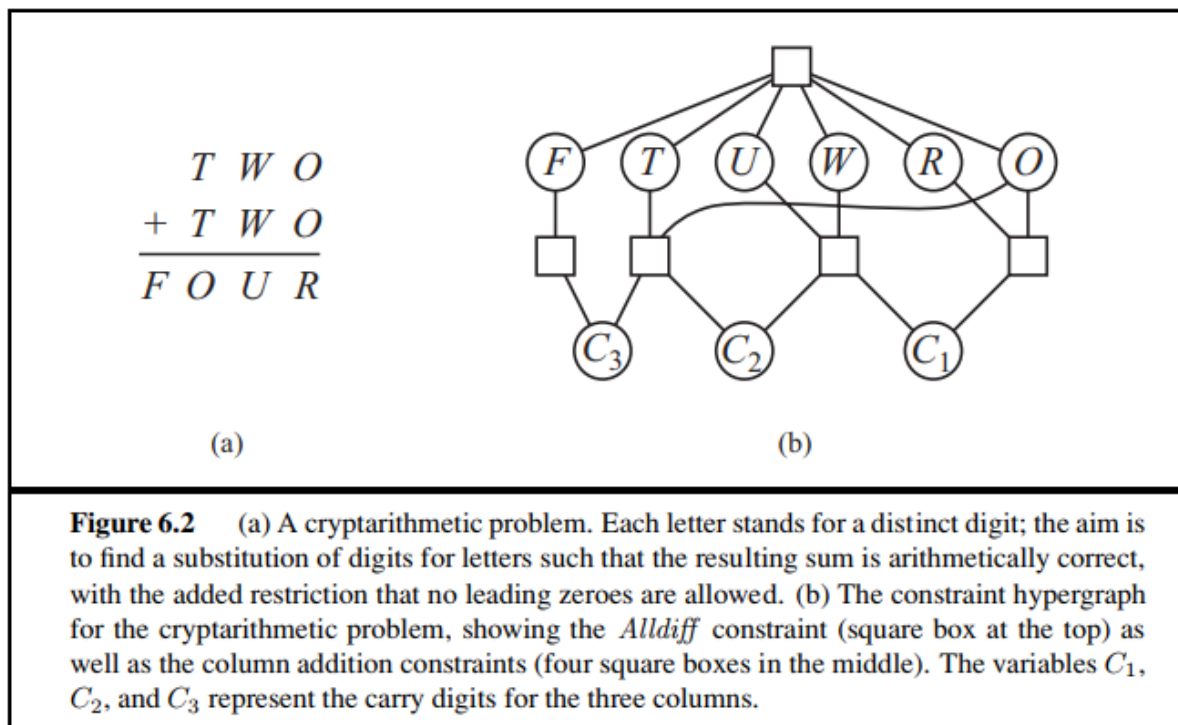 T W O
+ T W O
F O U R
(a)
F T U W R O
C₃ C₂ C₁
(b)
Figure 6.2 (a) A cryptarithmetic problem. Each letter stands for a distinct digit; the aim is
to find a substitution of digits for letters such that the resulting sum is arithmetically correct,
with the added restriction that no leading zeroes are allowed. (b) The constraint hypergraph
for the cryptarithmetic problem, showing the Alldiff constraint (square box at the top) as
well as the column addition constraints (four square boxes in the middle). The variables C₁,
C₂, and C₃ represent the carry digits for the three columns.